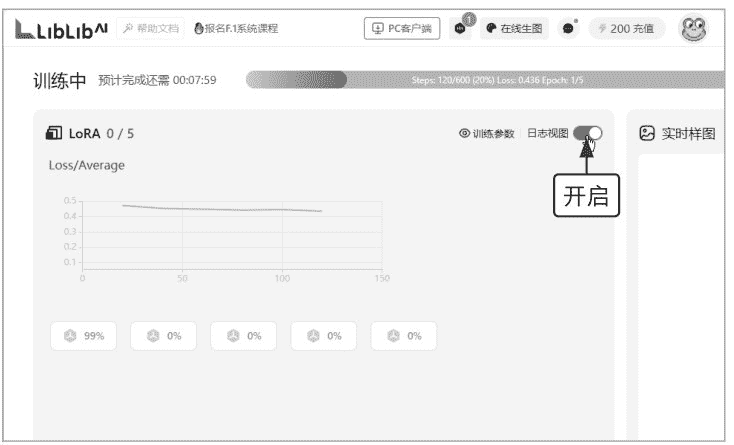 LibLibAI 帮助文档 报名F.1系统课程 PC客户端 1 在线生图 200 充值
训练中 预计完成还需 00:07:59 Steps: 120/600 (20%) Loss: 0.436 Epoch: 1/5
LoRA 0 / 5 训练参数 日志视图 实时样图
Loss/Average
开启
0.5
0.4
0.3
0.2
0.1
0 50 100 150
99% 0% 0% 0% 0%